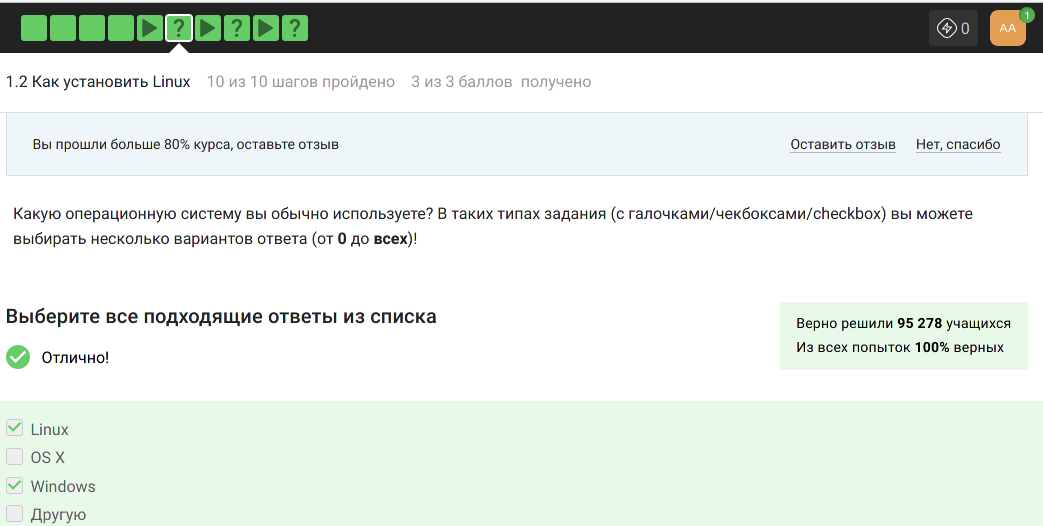 ? ? ?
0
AA
1
1.2 Как установить Linux 10 из 10 шагов пройдено 3 из 3 баллов получено
Вы прошли больше 80% курса, оставьте отзыв Оставить отзыв Нет, спасибо
Какую операционную систему вы обычно используете? В таких типах задания (с галочками/чекбоксами/checkbox) вы можете
выбирать несколько вариантов ответа (от 0 до всех)!
Выберите все подходящие ответы из списка
Отлично!
Верно решили 95 278 учащихся
Из всех попыток 100% верных
Linux
OS X
Windows
Другую